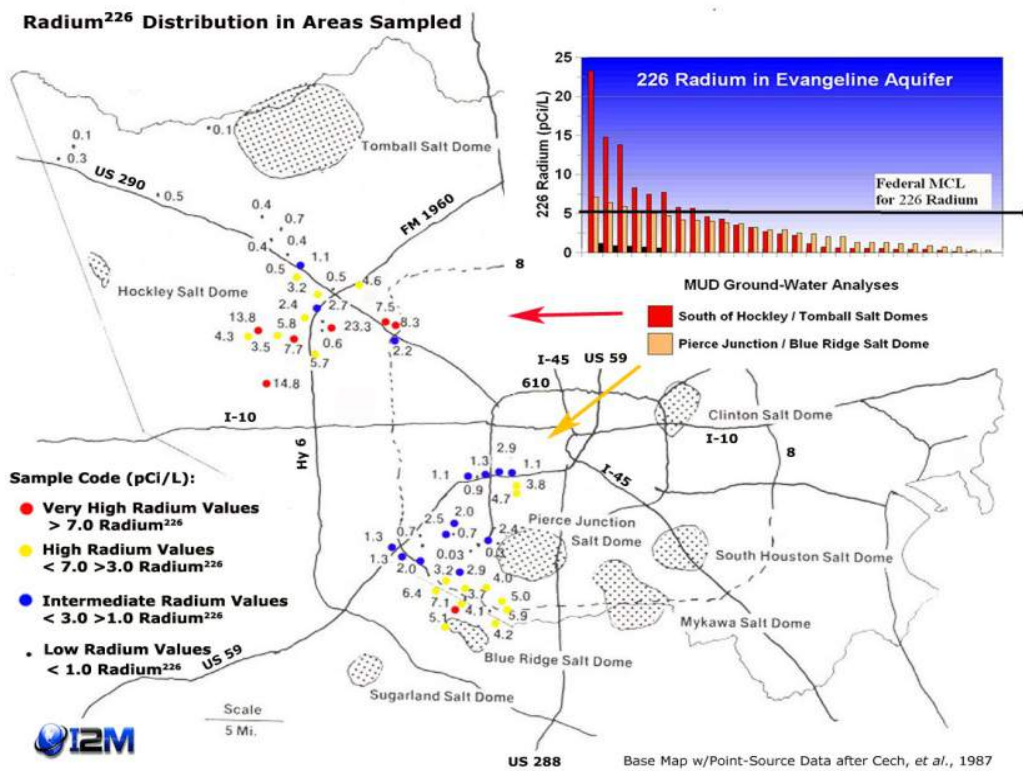 Radium²²⁶ Distribution in Areas Sampled
226 Radium in Evangeline Aquifer
25
20
15
10
5
0
226 Radium (pCi/L)
Federal MCL
for 226 Radium
MUD Ground-Water Analyses
South of Hockley / Tomball Salt Domes
Pierce Junction / Blue Ridge Salt Dome
0.1
0.1
0.3
Tomball Salt Dome
US 290
0.5
FM 1960
0.4
0.7
0.4
0.4
1.1
8
0.5
0.5
4.6
Hockley Salt Dome
3.2
2.4
2.7
7.5
13.8
5.8
23.3
8.3
4.3
3.5
7.7
0.6
2.2
5.7
14.8
I-45
US 59
610
I-10
Clinton Salt Dome
I-10
Hy 6
8
2.9
1.3
1.1
1.1
I-45
0.9
3.8
4.7
2.0
2.5
Pierce Junction
Salt Dome
1.3
0.7
0.7
2.4
0.03
0.3
South Houston Salt Dome
1.3
2.0
2.9
3.2
4.0
6.4
3.7
5.0
7.1
4.1
5.9
Mykawa Salt Dome
5.1
4.2
Blue Ridge Salt Dome
US 59
Sugarland Salt Dome
Sample Code (pCi/L):
Very High Radium Values
> 7.0 Radium²²⁶
High Radium Values
< 7.0 >3.0 Radium²²⁶
Intermediate Radium Values
< 3.0 >1.0 Radium²²⁶
Low Radium Values
< 1.0 Radium²²⁶
Scale
5 Mi.
I2M
US 288
Base Map w/Point-Source Data after Cech, et al., 1987